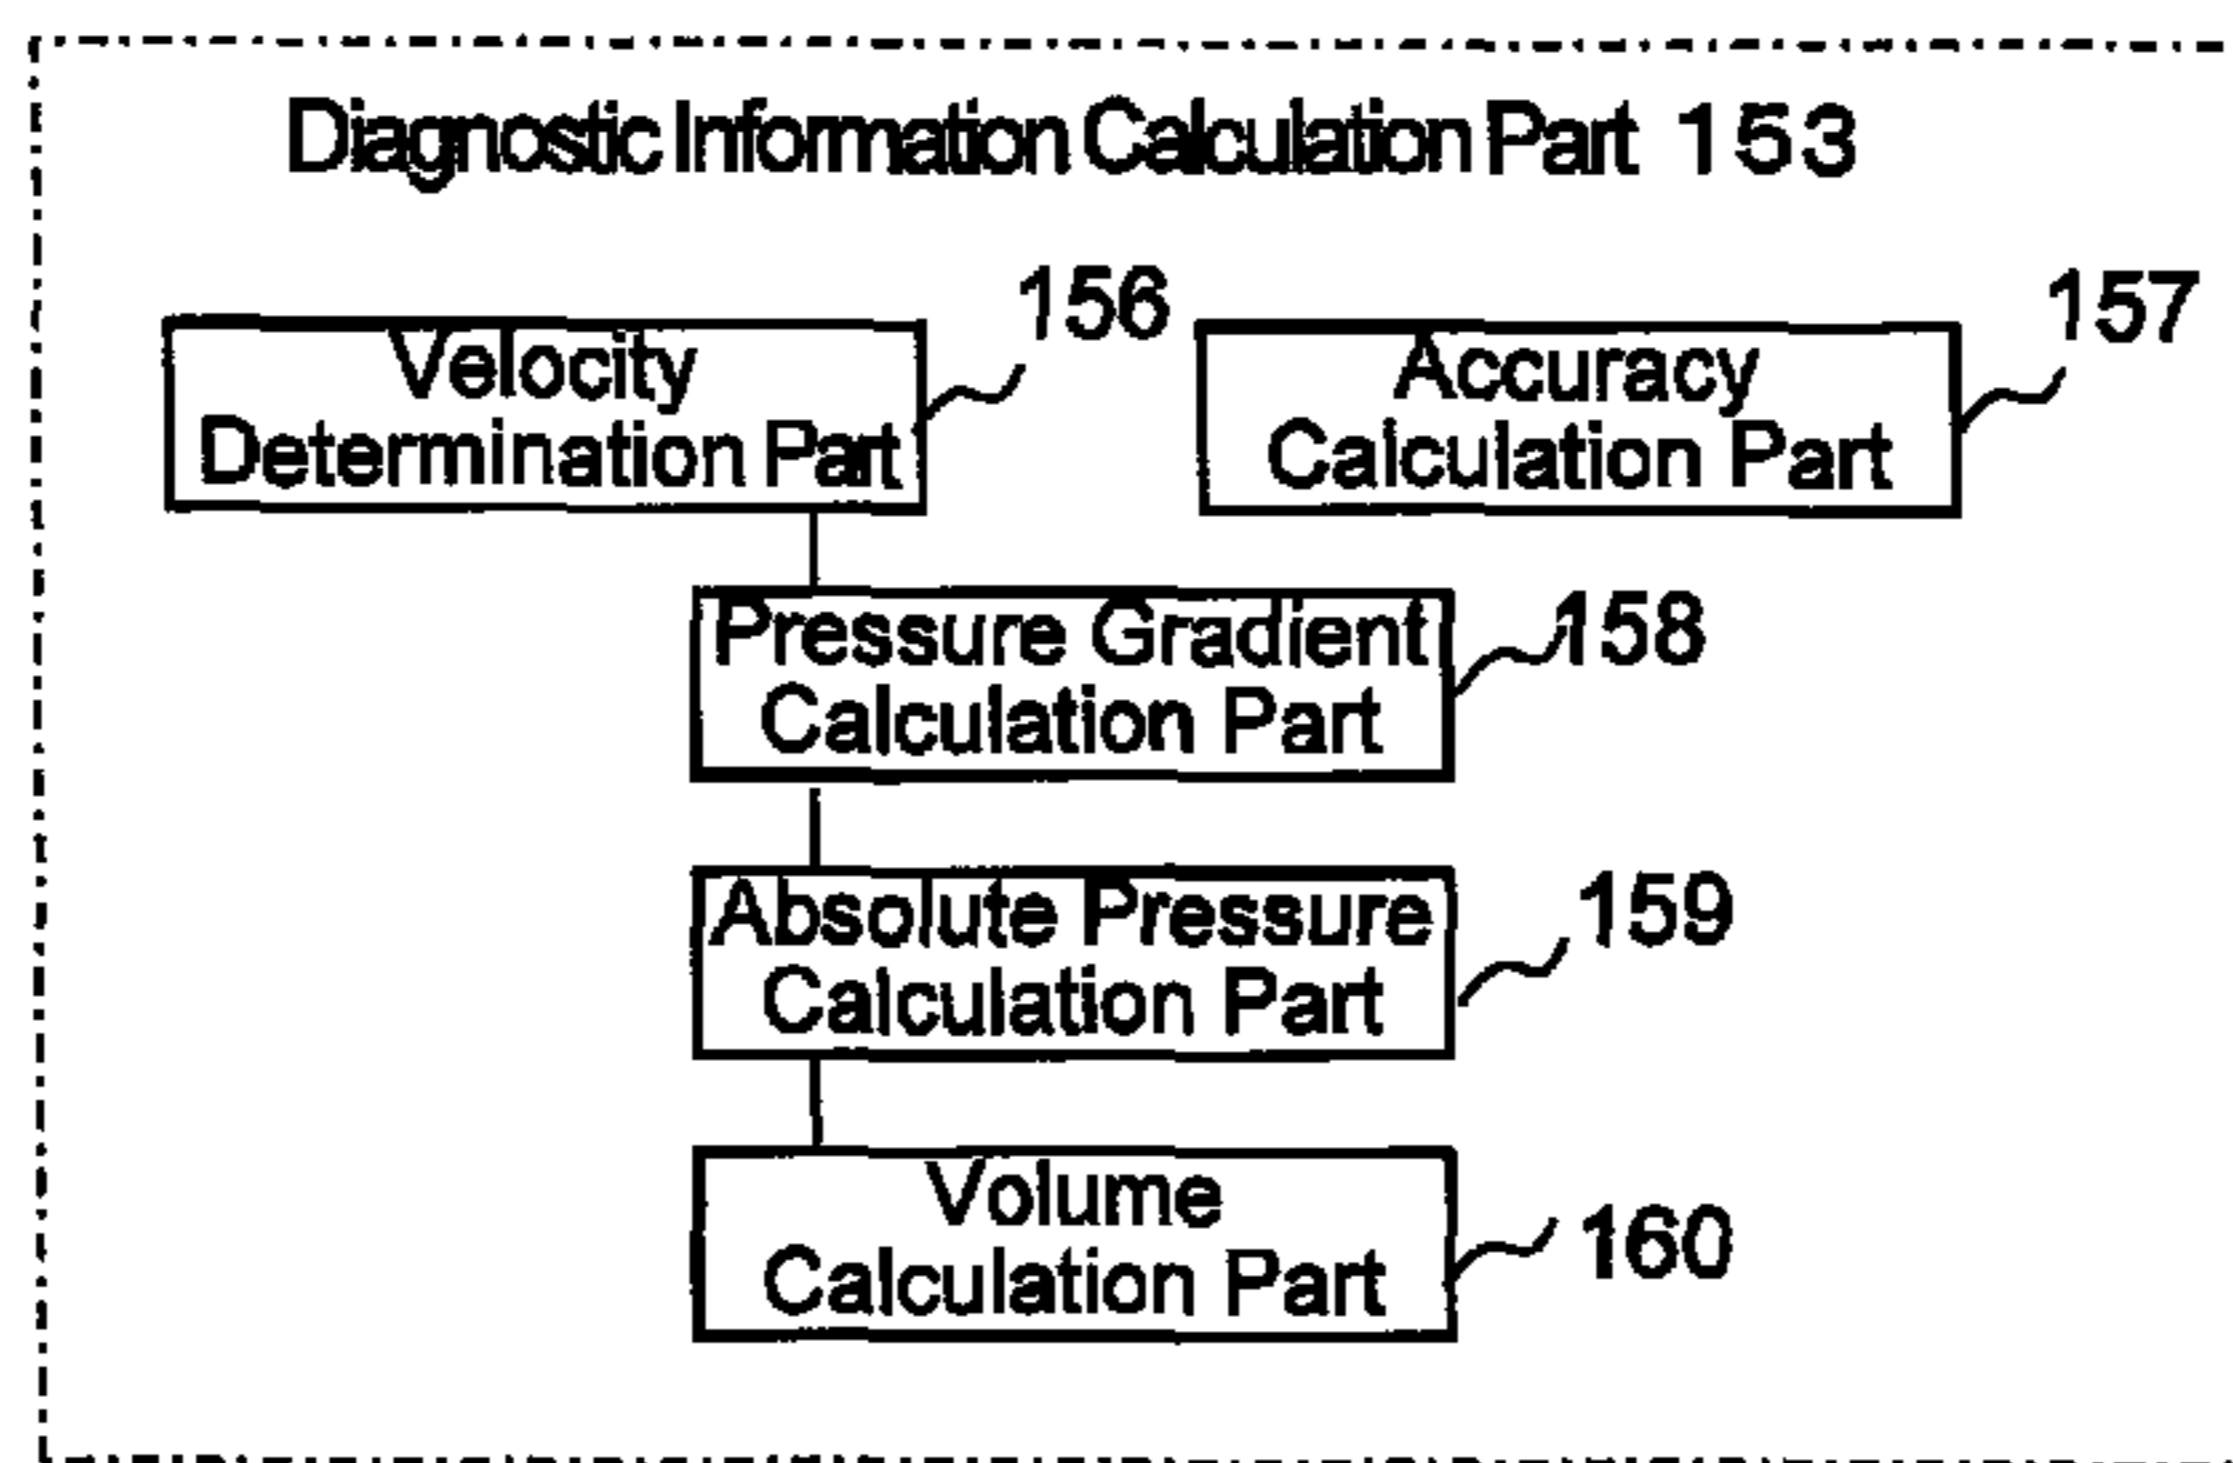 Diagnostic Information Calculation Part 153
156
157
Velocity
Determination Part
Accuracy
Calculation Part
158
Pressure Gradient
Calculation Part
159
Absolute Pressure
Calculation Part
160
Volume
Calculation Part